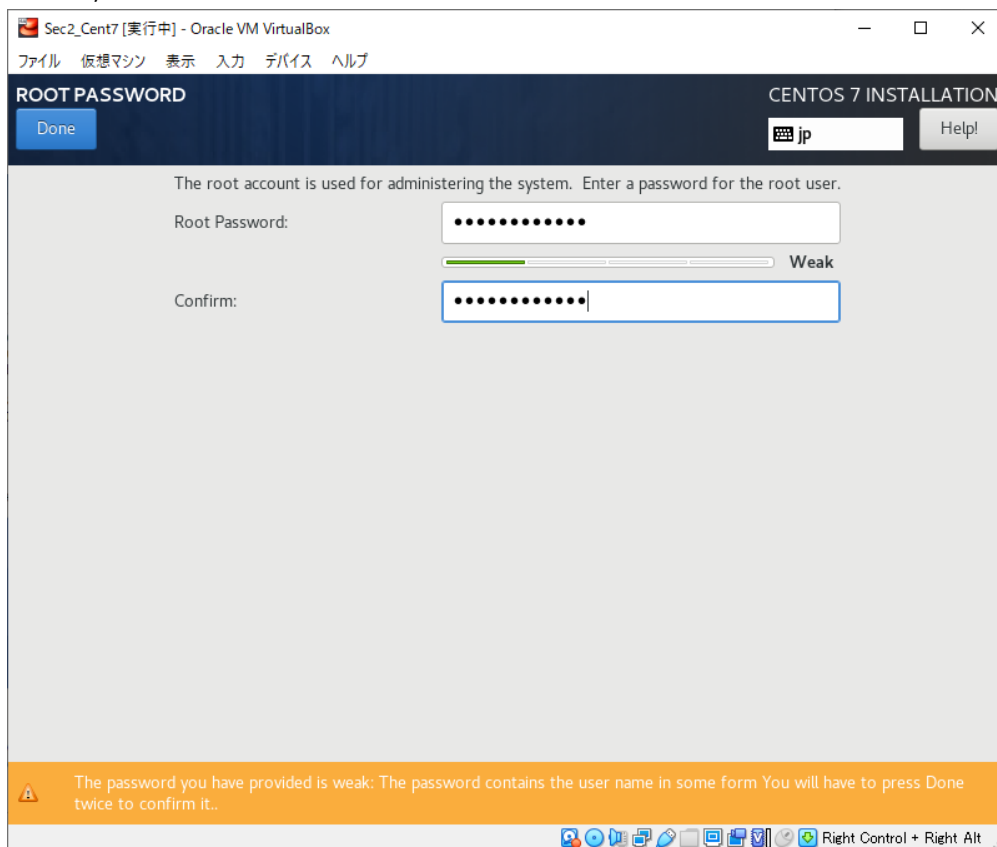 Sec2_Cent7 [実行中] - Oracle VM VirtualBox
ファイル 仮想マシン 表示 入力 デバイス ヘルプ
ROOT PASSWORD
CENTOS 7 INSTALLATION
Done
jp
Help!
The root account is used for administering the system. Enter a password for the root user.
Root Password:
●●●●●●●●●●●●
Weak
Confirm:
●●●●●●●●●●●●
The password you have provided is weak: The password contains the user name in some form You will have to press Done
twice to confirm it..
Right Control + Right Alt